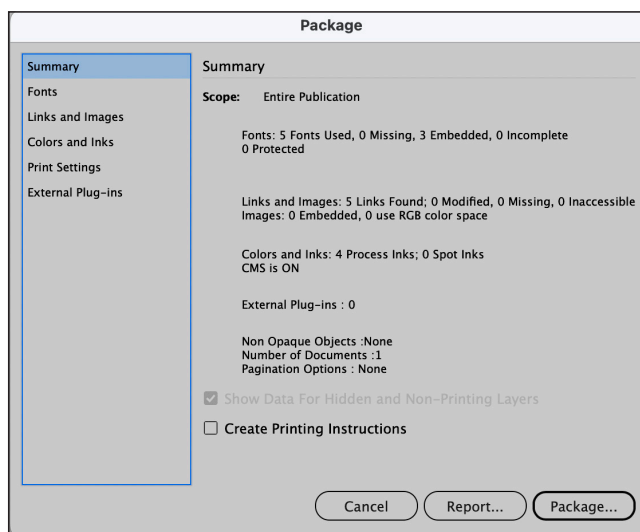 Package
Summary
Fonts
Links and Images
Colors and Inks
Print Settings
External Plug-ins
Summary
Scope: Entire Publication
Fonts: 5 Fonts Used, 0 Missing, 3 Embedded, 0 Incomplete
0 Protected
Links and Images: 5 Links Found; 0 Modified, 0 Missing, 0 Inaccessible
Images: 0 Embedded, 0 use RGB color space
Colors and Inks: 4 Process Inks; 0 Spot Inks
CMS is ON
External Plug-ins : 0
Non Opaque Objects :None
Number of Documents :1
Pagination Options : None
Show Data For Hidden and Non-Printing Layers
Create Printing Instructions
Cancel Report... Package...